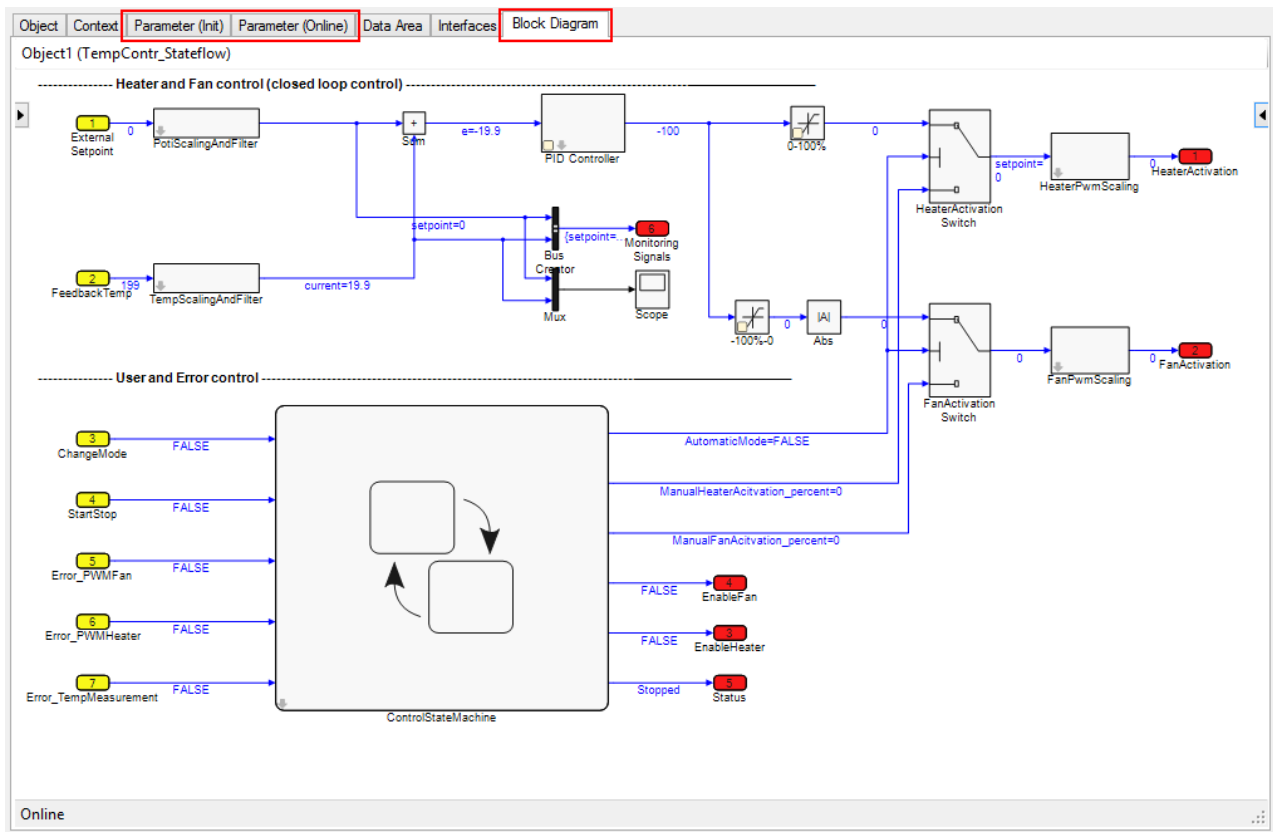 Object Context Parameter (Init) Parameter (Online) Data Area Interfaces Block Diagram
Object1 (TempContr_Stateflow)
Heater and Fan control (closed loop control)
1
External
Setpoint
0
PotiScalingAndFilter
+
Sum
e=-19.9
PID Controller
-100
0-100%
0
HeaterActivation
Switch
setpoint=
0
HeaterPwmScaling
0
1
HeaterActivation
setpoint=0
Bus
Creator
{setpoint=...
6
Monitoring
Signals
2
FeedbackTemp
199
TempScalingAndFilter
current=19.9
Mux
Scope
-100%-0
0
|A|
Abs
0
FanActivation
Switch
0
FanPwmScaling
0
2
FanActivation
User and Error control
3
ChangeMode
FALSE
4
StartStop
FALSE
5
Error_PWMFan
FALSE
6
Error_PWMHeater
FALSE
7
Error_TempMeasurement
FALSE
ControlStateMachine
AutomaticMode=FALSE
ManualHeaterAcitvation_percent=0
ManualFanAcitvation_percent=0
FALSE
4
EnableFan
FALSE
3
EnableHeater
Stopped
5
Status
Online